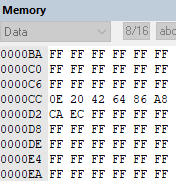 Memory
Data 8/16 abc
0000BA FF FF FF FF FF FF
0000C0 FF FF FF FF FF FF
0000C6 FF FF FF FF FF FF
0000CC 0E 20 42 64 86 A8
0000D2 CA EC FF FF FF FF
0000D8 FF FF FF FF FF FF
0000DE FF FF FF FF FF FF
0000E4 FF FF FF FF FF FF
0000EA FF FF FF FF FF FF